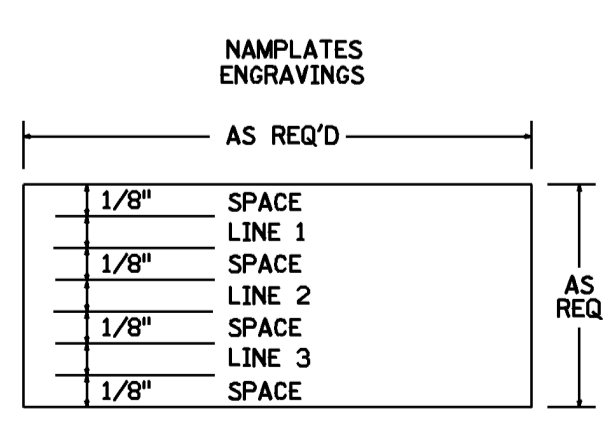 NAMPLATES
ENGRAVINGS
AS REQ'D
1/8" SPACE
LINE 1
1/8" SPACE
LINE 2
1/8" SPACE
LINE 3
1/8" SPACE
AS
REQ